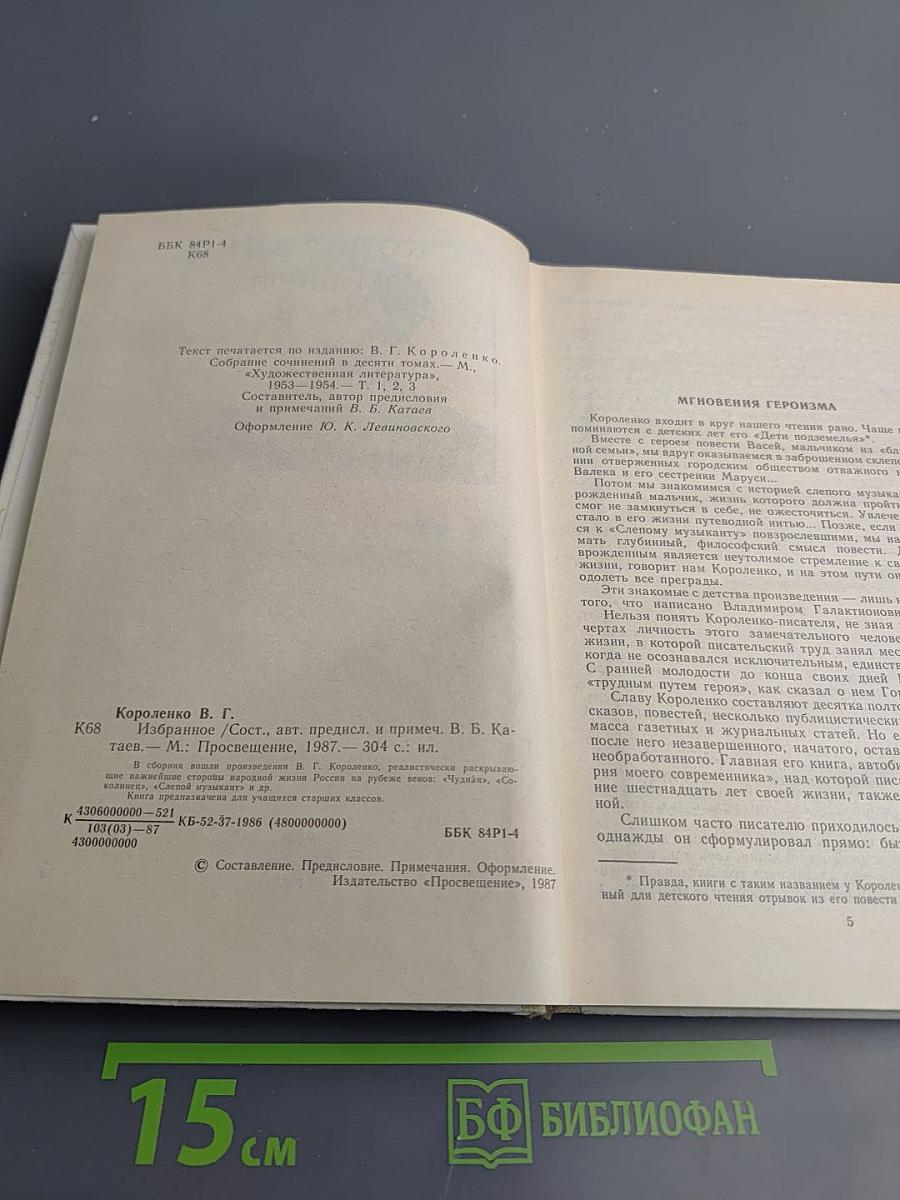 ББК 84Р1-4
К68
Текст печатается по изданию: В. Г. Короленко.
Собрание сочинений в десяти томах.— М.,
«Художественная литература»,
1953—1954.— Т. 1, 2, 3
Составитель, автор предисловия
и примечаний В. Б. Катаев
Оформление Ю. К. Левиновского
Короленко В. Г.
К68 Избранное /Сост., авт. предисл. и примеч. В. Б. Ка-
таев.— М.: Просвещение, 1987.— 304 с.: ил.
В сборник вошли произведения В. Г. Короленко, реалистически раскрываю-
щие важнейшие стороны народной жизни России на рубеже веков: «Чудная», «Со-
колинец», «Слепой музыкант» и др.
Книга предназначена для учащихся старших классов.
К 4306000000—521
103(03)—87 КБ-52-37-1986 (4800000000)
4300000000
ББК 84Р1-4
© Составление. Предисловие. Примечания. Оформление.
Издательство «Просвещение», 1987
МГНОВЕНИЯ ГЕРОИЗМА
Короленко входит в круг нашего чтения рано. Чаще
поминаются с детских лет его «Дети подземелья»*.
Вместе с героем повести Васей, мальчиком из
ной семьи», мы вдруг оказываемся в заброшенном склепе
нии отверженных городским обществом отважного
Валека и его сестренки Маруси...
Потом мы знакомимся с историей слепого музыка
рожденный мальчик, жизнь которого должна пройти
смог не замкнуться в себе, не ожесточиться. Увлече
стало в его жизни путеводной нитью... Позже, если
ся к «Слепому музыканту» повзрослевшими, мы на
мать глубинный, философский смысл повести.
врожденным является неутолимое стремление к св
жизни, говорит нам Короленко, и на этом пути он
одолеть все преграды.
Эти знакомые с детства произведения — лишь
того, что написано Владимиром Галактионови
Нельзя понять Короленко-писателя, не зная
чертах личность этого замечательного челове
жизни, в которой писательский труд занял мес
когда не осознавался исключительным, единств
С ранней молодости до конца своих дней
«трудным путем героя», как сказал о нем Гор
Славу Короленко составляют десятка полто
сказов, повестей, несколько публицистически
масса газетных и журнальных статей. Но е
после него незавершенного, начатого, остав
необработанного. Главная его книга, автоби
рия моего современника», над которой писа
ние шестнадцать лет своей жизни, также
ной.
Слишком часто писателю приходилось
однажды он сформулировал прямо: бы
* Правда, книги с таким названием у Королен
ный для детского чтения отрывок из его повести
5
15 см
БФ БИБЛИОФАН